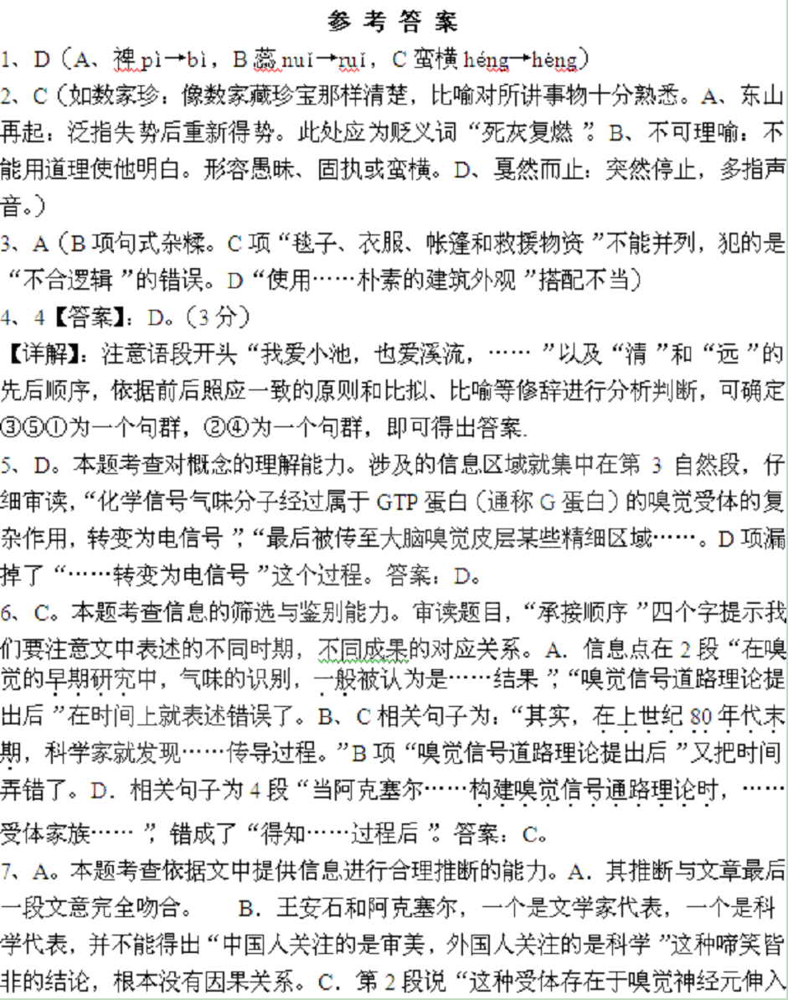 参 考 答 案
1、D（A、裨 pì→bì，B 蕊 nuǐ→ruǐ，C 蛮横 héng→hèng）
2、C（如数家珍：像数家藏珍宝那样清楚，比喻对所讲事物十分熟悉。A、东山
再起：泛指失势后重新得势。此处应为贬义词“死灰复燃”。B、不可理喻：不
能用道理使他明白。形容愚昧、固执或蛮横。D、戛然而止：突然停止，多指声
音。）
3、A（B 项句式杂糅。C 项“毯子、衣服、帐篷和救援物资”不能并列，犯的是
“不合逻辑”的错误。D“使用……朴素的建筑外观”搭配不当）
4、4【答案】：D。（3 分）
【详解】：注意语段开头“我爱小池，也爱溪流，……”以及“清”和“远”的
先后顺序，依据前后照应一致的原则和比拟、比喻等修辞进行分析判断，可确定
③⑤①为一个句群，②④为一个句群，即可得出答案.
5、D。本题考查对概念的理解能力。涉及的信息区域就集中在第 3 自然段，仔
细审读，“化学信号气味分子经过属于 GTP 蛋白（通称 G 蛋白）的嗅觉受体的复
杂作用，转变为电信号”，“最后被传至大脑嗅觉皮层某些精细区域……。D 项漏
掉了“……转变为电信号”这个过程。答案：D。
6、C。本题考查信息的筛选与鉴别能力。审读题目，“承接顺序”四个字提示我
们要注意文中表述的不同时期，不同成果的对应关系。A．信息点在 2 段“在嗅
觉的早期研究中，气味的识别，一般被认为是……结果”，“嗅觉信号道路理论提
出后”在时间上就表述错误了。B、C 相关句子为：“其实，在上世纪 80 年代末
期，科学家就发现……传导过程。”B 项“嗅觉信号道路理论提出后”又把时间
弄错了。D．相关句子为 4 段“当阿克塞尔……构建嗅觉信号通路理论时，……
受体家族……”，错成了“得知……过程后”。答案：C。
7、A。本题考查依据文中提供信息进行合理推断的能力。A．其推断与文章最后
一段文意完全吻合。 B．王安石和阿克塞尔，一个是文学家代表，一个是科
学代表，并不能得出“中国人关注的是审美，外国人关注的是科学”这种啼笑皆
非的结论，根本没有因果关系。C．第 2 段说“这种受体存在于嗅觉神经元伸入